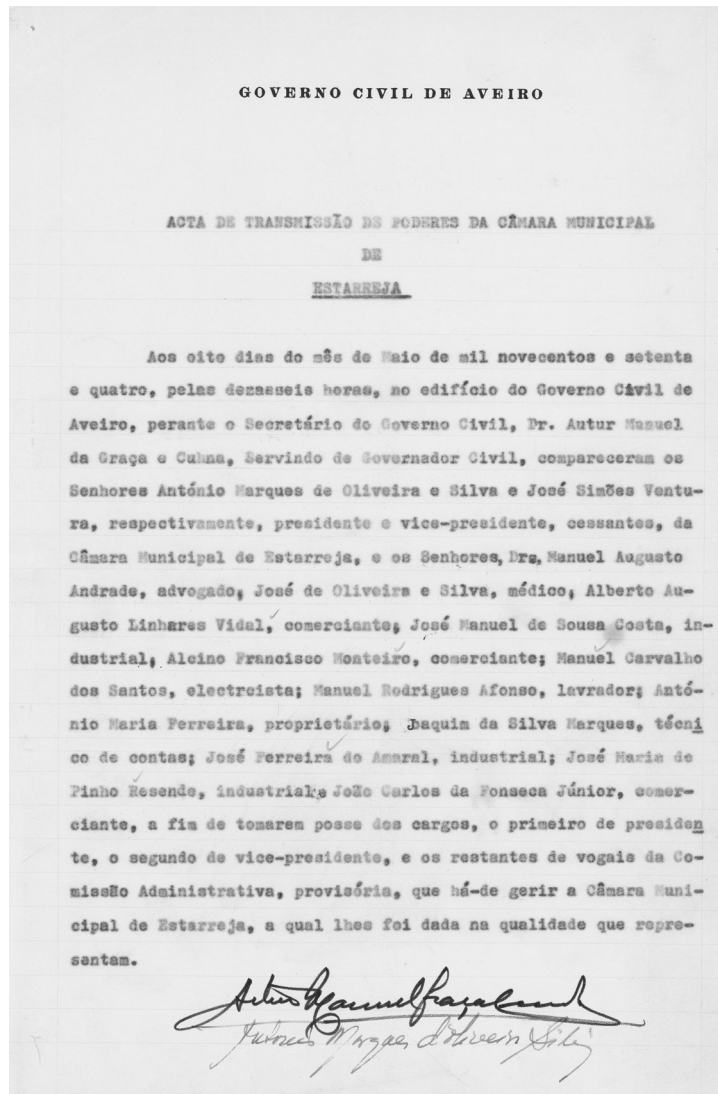 GOVERNO CIVIL DE AVEIRO
ACTA DE TRANSMISSÃO DE PODERES DA CÂMARA MUNICIPAL
DE
ESTARREJA
Aos oito dias do mês de Maio de mil novecentos e setenta
e quatro, pelas dezasseis horas, no edifício do Governo Civil de
Aveiro, perante o Secretário do Governo Civil, Dr. Autur Manuel
da Graça e Cuhna, Servindo de Governador Civil, compareceram os
Senhores António Marques de Oliveira e Silva e José Simões Ventu-
ra, respectivamente, presidente e vice-presidente, cessantes, da
Câmara Municipal de Estarreja, e os Senhores, Drs, Manuel Augusto
Andrade, advogado; José de Oliveira e Silva, médico; Alberto Au-
gusto Linhares Vidal, comerciante; José Manuel de Sousa Costa, in-
dustrial; Alcino Francisco Monteiro, comerciante; Manuel Carvalho
dos Santos, electrcista; Manuel Rodrigues Afonso, lavrador; Antó-
nio Maria Ferreira, proprietário; Joaquim da Silva Marques, técni
co de contas; José Ferreira do Amaral, industrial; José Maria de
Pinho Resende, industrial e João Carlos da Fonseca Júnior, comer-
ciante, a fim de tomarem posse dos cargos, o primeiro de presiden
te, o segundo de vice-presidente, e os restantes de vogais da Co-
missão Administrativa, provisória, que há-de gerir a Câmara Muni-
cipal de Estarreja, a qual lhes foi dada na qualidade que repre-
sentam.
Artur Manuel Graça e Cunha
António Marques d'Oliveira e Silva